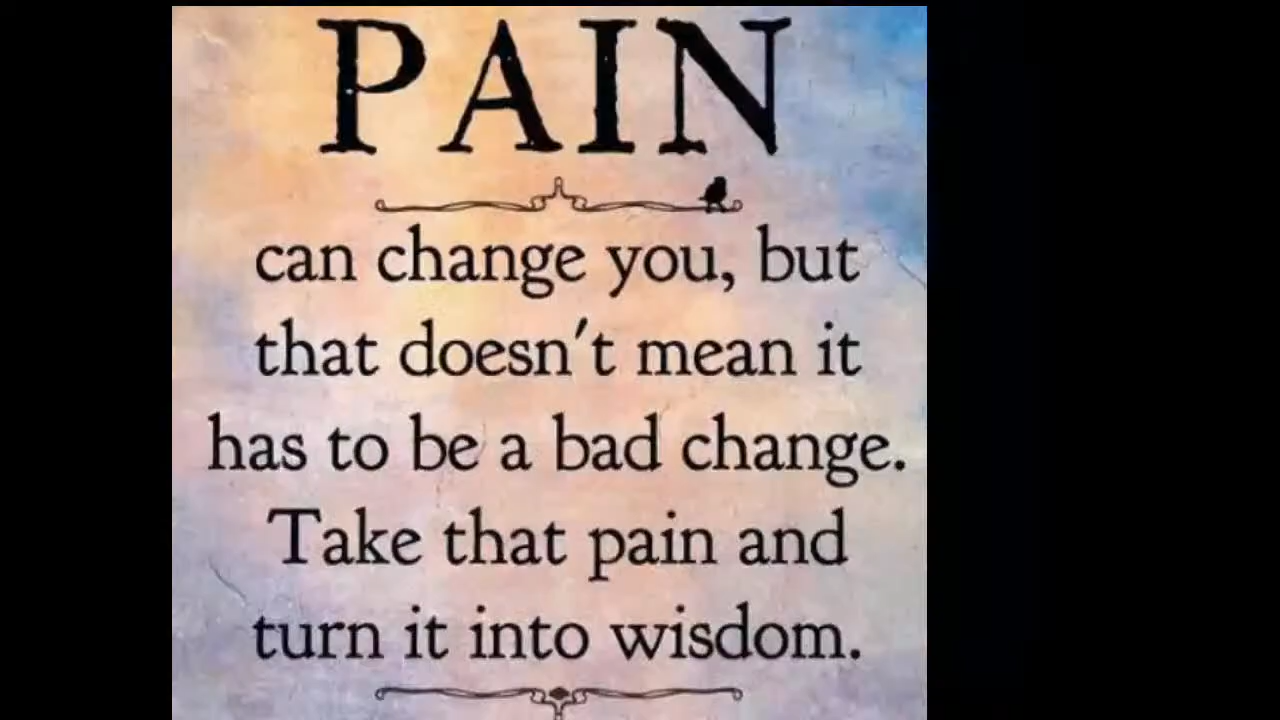 PAIN
can change you, but
that doesn't mean it
has to be a bad change.
Take that pain and
turn it into wisdom.